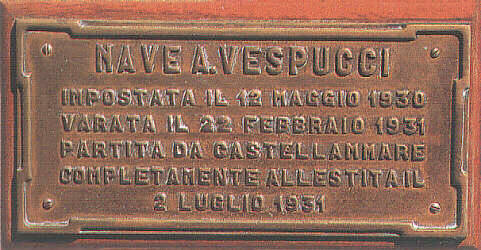 NAVE A. VESPUCCI
IMPOSTATA IL 12 MAGGIO 1930
VARATA IL 22 FEBBRAIO 1931
PARTITA DA CASTELLAMMARE
COMPLETAMENTE ALLESTITA IL
2 LUGLIO 1931